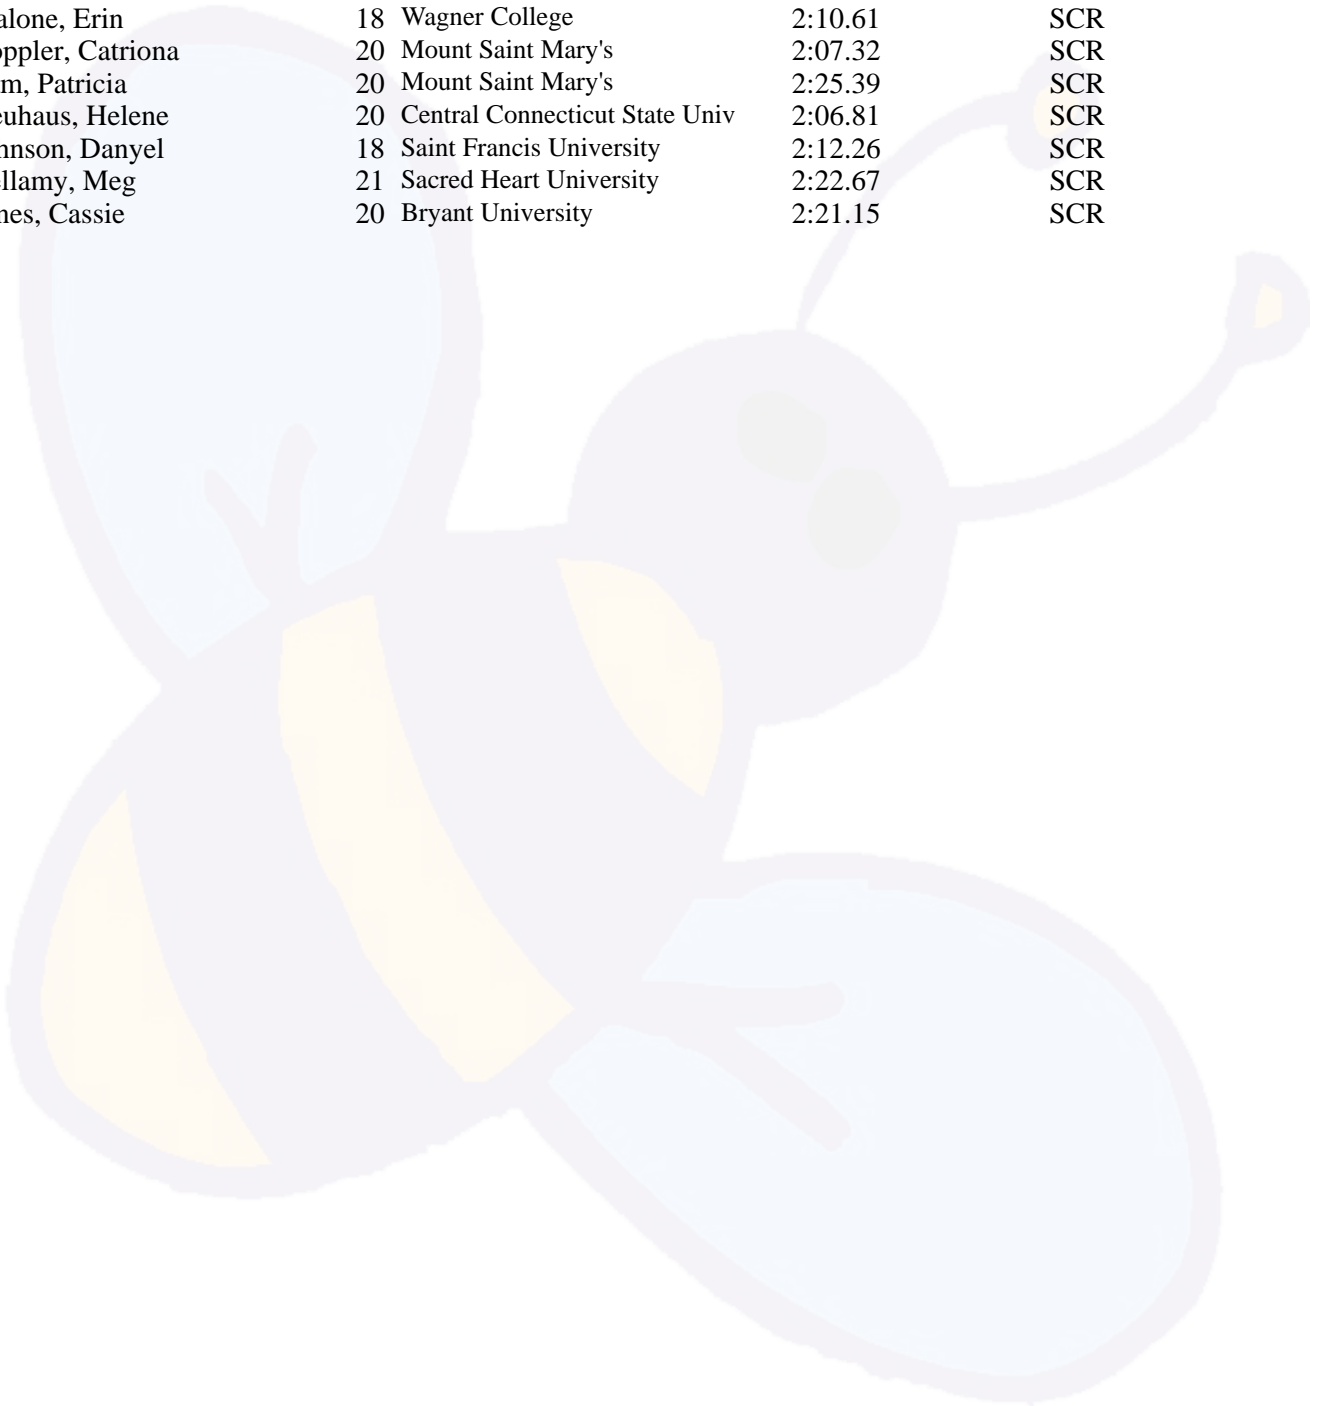 alone, Erin 18 Wagner College 2:10.61 SCR
oppler, Catriona 20 Mount Saint Mary's 2:07.32 SCR
m, Patricia 20 Mount Saint Mary's 2:25.39 SCR
euhaus, Helene 20 Central Connecticut State Univ 2:06.81 SCR
hnson, Danyel 18 Saint Francis University 2:12.26 SCR
ellamy, Meg 21 Sacred Heart University 2:22.67 SCR
nes, Cassie 20 Bryant University 2:21.15 SCR